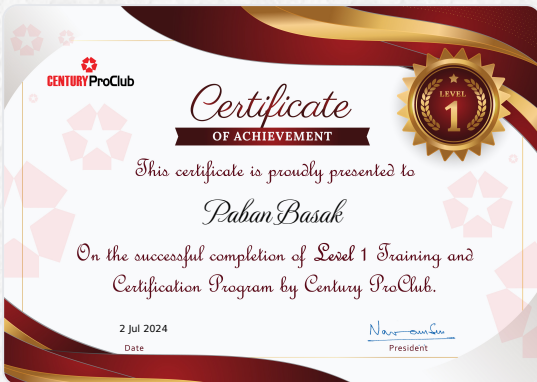 CENTURY ProClub
Certificate
OF ACHIEVEMENT
LEVEL
1
This certificate is proudly presented to
Paban Basak
On the successful completion of Level 1 Training and
Certification Program by Century ProClub.
2 Jul 2024
Date
President